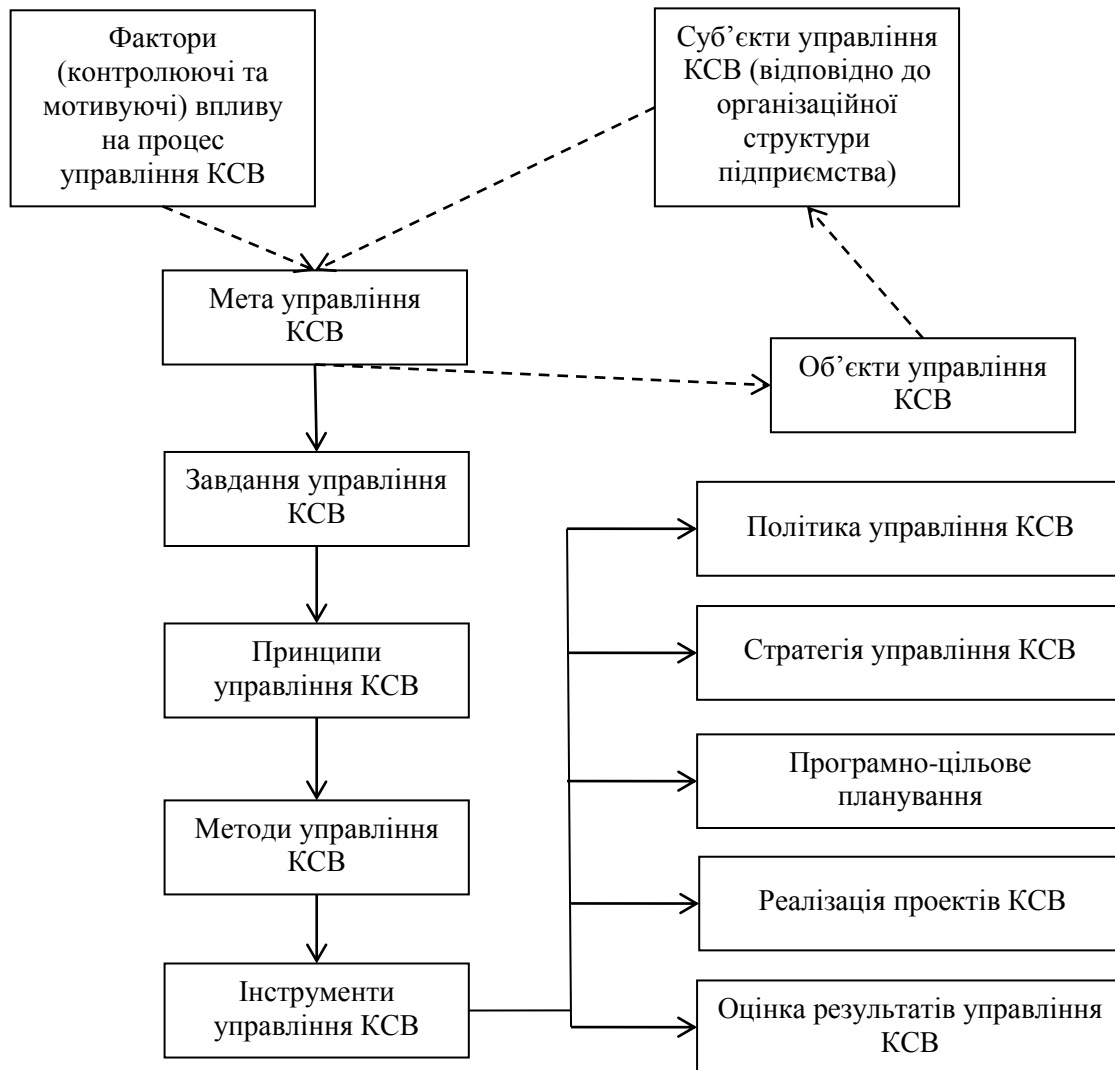 Фактори
(контролюючі та
мотивуючі) впливу
на процес
управління КСВ
Суб’єкти управління
КСВ (відповідно до
організаційної
структури
підприємства)
Мета управління
КСВ
Об’єкти управління
КСВ
Завдання управління
КСВ
Політика управління КСВ
Стратегія управління КСВ
Принципи
управління КСВ
Програмно-цільове
планування
Методи управління
КСВ
Реалізація проектів КСВ
Інструменти
управління КСВ
Оцінка результатів управління
КСВ